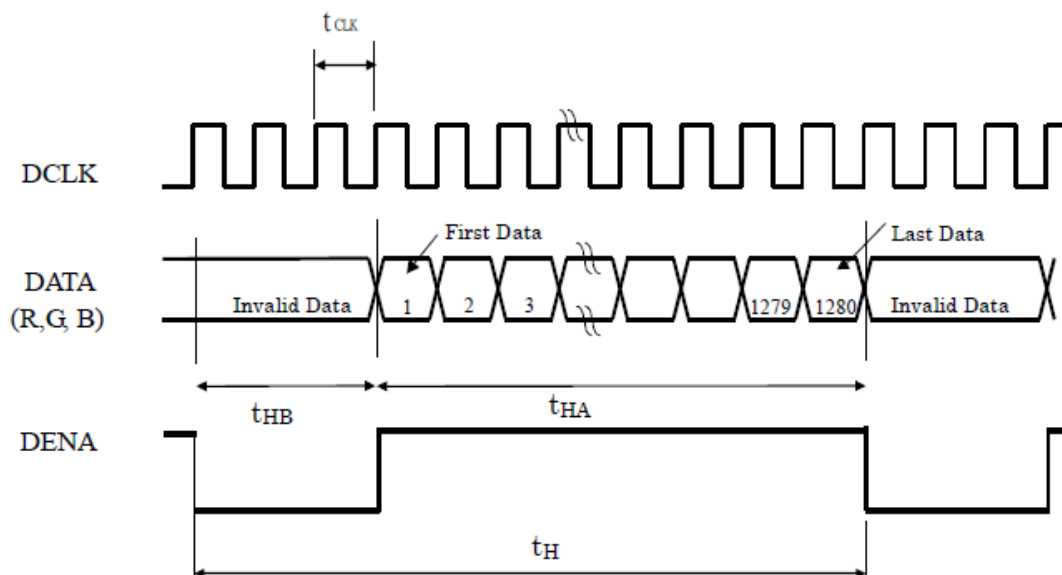 tCLK
DCLK
First Data
Last Data
DATA
(R,G, B)
Invalid Data 1 2 3 1279 1280 Invalid Data
tHB tHA
DENA
tH